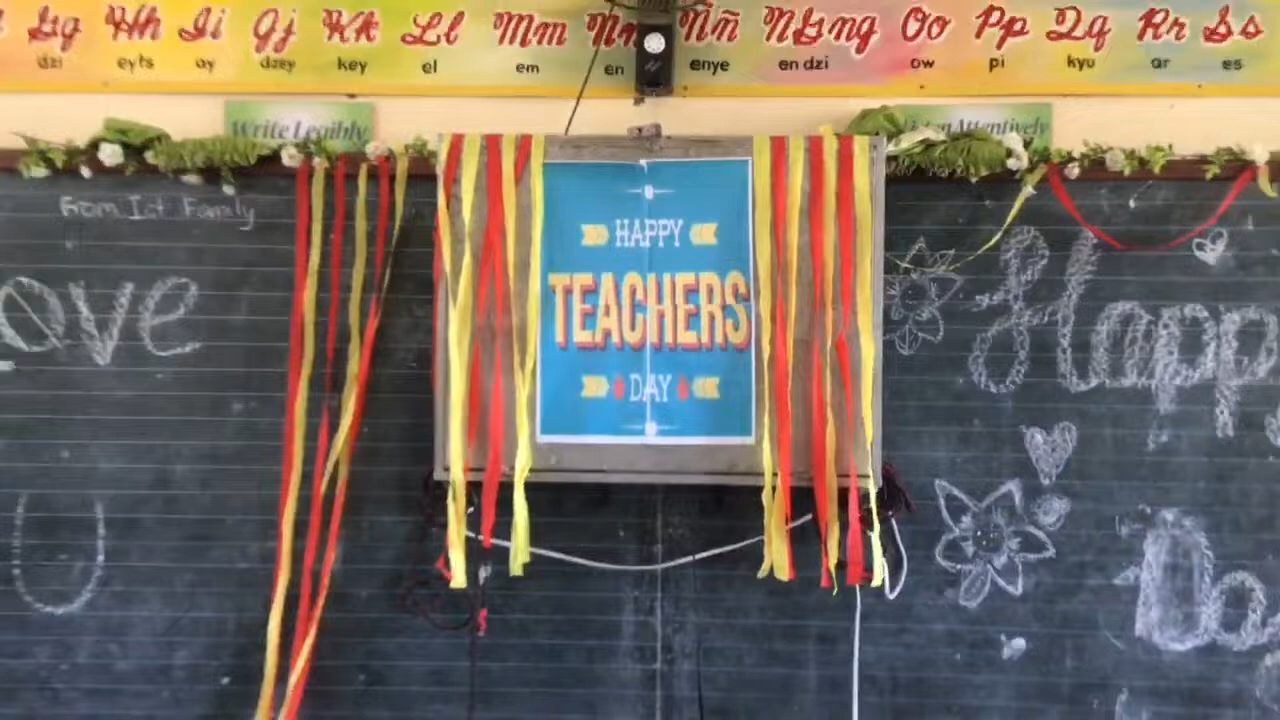 Gg Hh Ii Jj Kk Ll Mm Nn Ññ NGng Oo Pp Qq Rr Ss
dzi eyts ay dzey key el em en enye en dzi ow pi kyu ar es
Write Legibly
Listen Attentively
From 1st Family
ove
U
HAPPY
TEACHERS
DAY
Happ